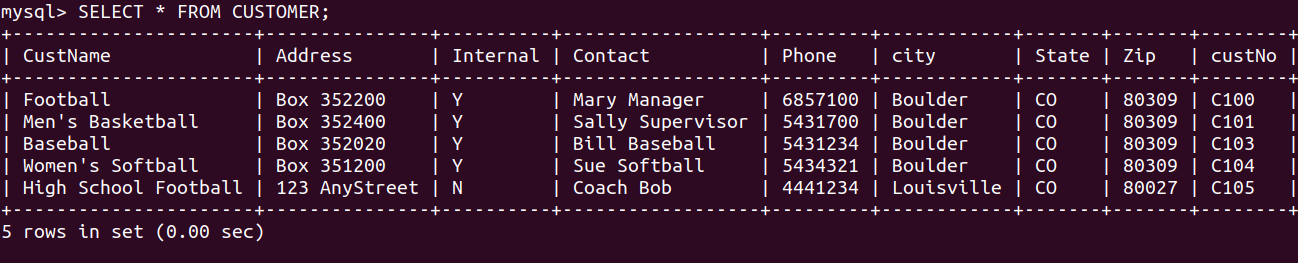 mysql> SELECT * FROM CUSTOMER;
+----------------------+---------------+----------+------------------+---------+------------+-------+-------+--------+
| CustName             | Address       | Internal | Contact          | Phone   | city       | State | Zip   | custNo |
+----------------------+---------------+----------+------------------+---------+------------+-------+-------+--------+
| Football             | Box 352200    | Y        | Mary Manager     | 6857100 | Boulder    | CO    | 80309 | C100   |
| Men's Basketball     | Box 352400    | Y        | Sally Supervisor | 5431700 | Boulder    | CO    | 80309 | C101   |
| Baseball             | Box 352020    | Y        | Bill Baseball    | 5431234 | Boulder    | CO    | 80309 | C103   |
| Women's Softball     | Box 351200    | Y        | Sue Softball     | 5434321 | Boulder    | CO    | 80309 | C104   |
| High School Football | 123 AnyStreet | N        | Coach Bob        | 4441234 | Louisville | CO    | 80027 | C105   |
+----------------------+---------------+----------+------------------+---------+------------+-------+-------+--------+
5 rows in set (0.00 sec)